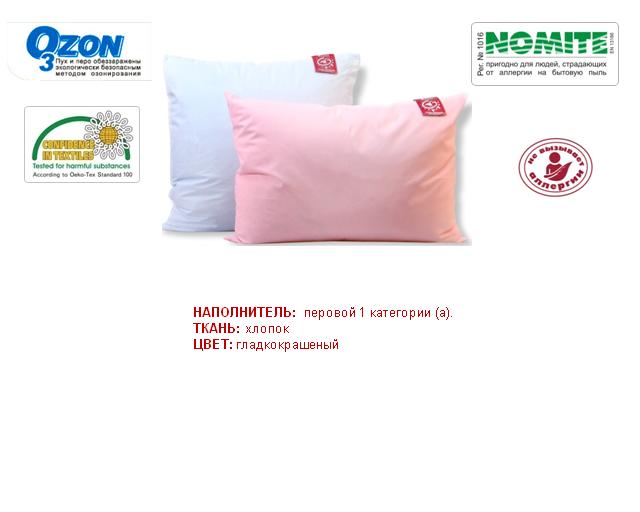 OZON
3
Пух и перо обеззаражены
экологически безопасным
методом озонирования
Рег. № 1016
NOMITE
EN 13186
пригодно для людей, страдающих
от аллергии на бытовую пыль
CONFIDENCE
IN TEXTILES
Tested for harmful substances
According to Oeko-Tex Standard 100
не вызывает
аллергии
НАПОЛНИТЕЛЬ: перовой 1 категории (а).
ТКАНЬ: хлопок
ЦВЕТ: гладкокрашеный